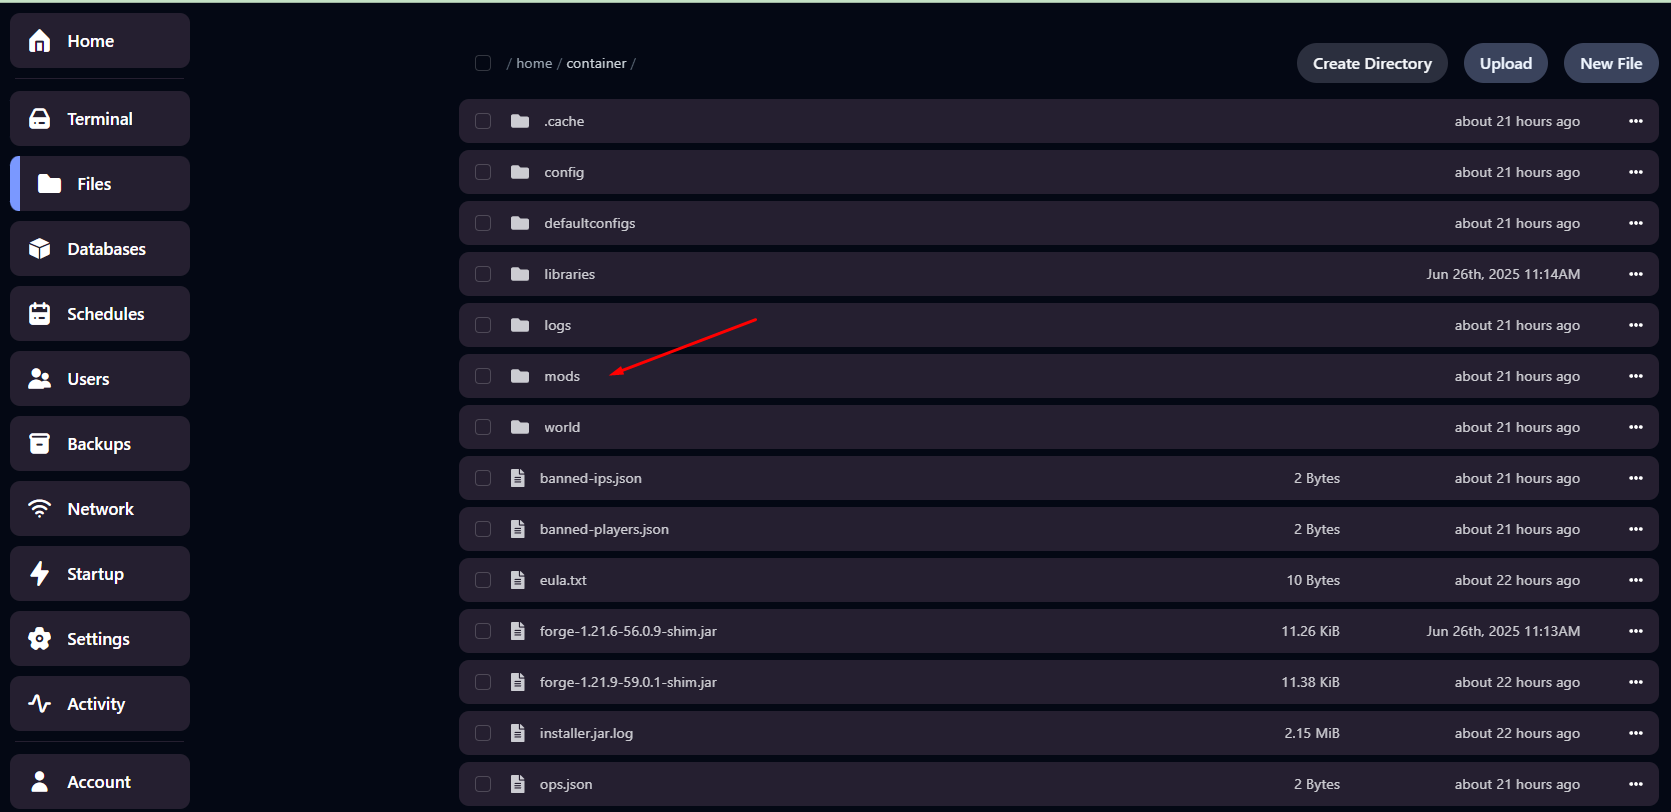 Home
Terminal
Files
Databases
Schedules
Users
Backups
Network
Startup
Settings
Activity
Account
/ home / container /
Create Directory Upload New File
.cache about 21 hours ago
config about 21 hours ago
defaultconfigs about 21 hours ago
libraries Jun 26th, 2025 11:14AM
logs about 21 hours ago
mods about 21 hours ago
world about 21 hours ago
banned-ips.json 2 Bytes about 21 hours ago
banned-players.json 2 Bytes about 21 hours ago
eula.txt 10 Bytes about 22 hours ago
forge-1.21.6-56.0.9-shim.jar 11.26 KiB Jun 26th, 2025 11:13AM
forge-1.21.9-59.0.1-shim.jar 11.38 KiB about 22 hours ago
installer.jar.log 2.15 MiB about 22 hours ago
ops.json 2 Bytes about 21 hours ago